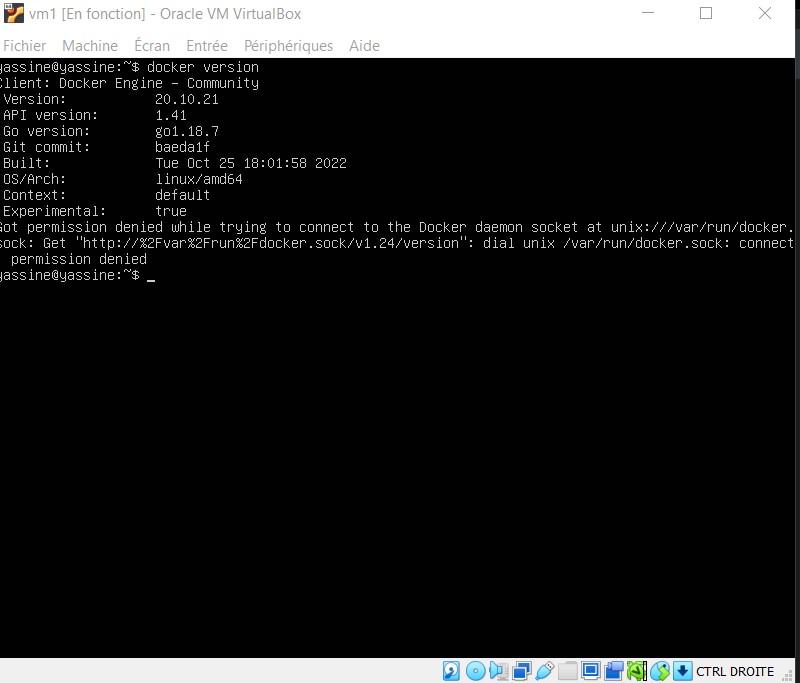 vm1 [En fonction] - Oracle VM VirtualBox
Fichier Machine Écran Entrée Périphériques Aide
yassine@yassine:~$ docker version
Client: Docker Engine - Community
Version: 20.10.21
API version: 1.41
Go version: go1.18.7
Git commit: baeda1f
Built: Tue Oct 25 18:01:58 2022
OS/Arch: linux/amd64
Context: default
Experimental: true
Got permission denied while trying to connect to the Docker daemon socket at unix:///var/run/docker.
sock: Get "http://%2Fvar%2Frun%2Fdocker.sock/v1.24/version": dial unix /var/run/docker.sock: connect
permission denied
yassine@yassine:~$ _
CTRL DROITE